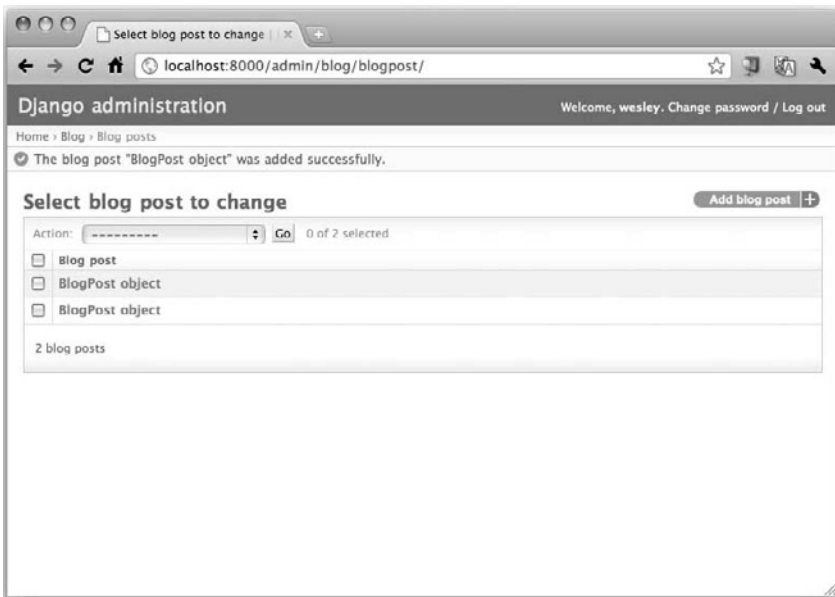 Select blog post to change |
localhost:8000/admin/blog/blogpost/
Django administration
Welcome, wesley. Change password / Log out
Home › Blog › Blog posts
The blog post "BlogPost object" was added successfully.
Select blog post to change
Add blog post +
Action: --------- Go 0 of 2 selected
Blog post
BlogPost object
BlogPost object
2 blog posts